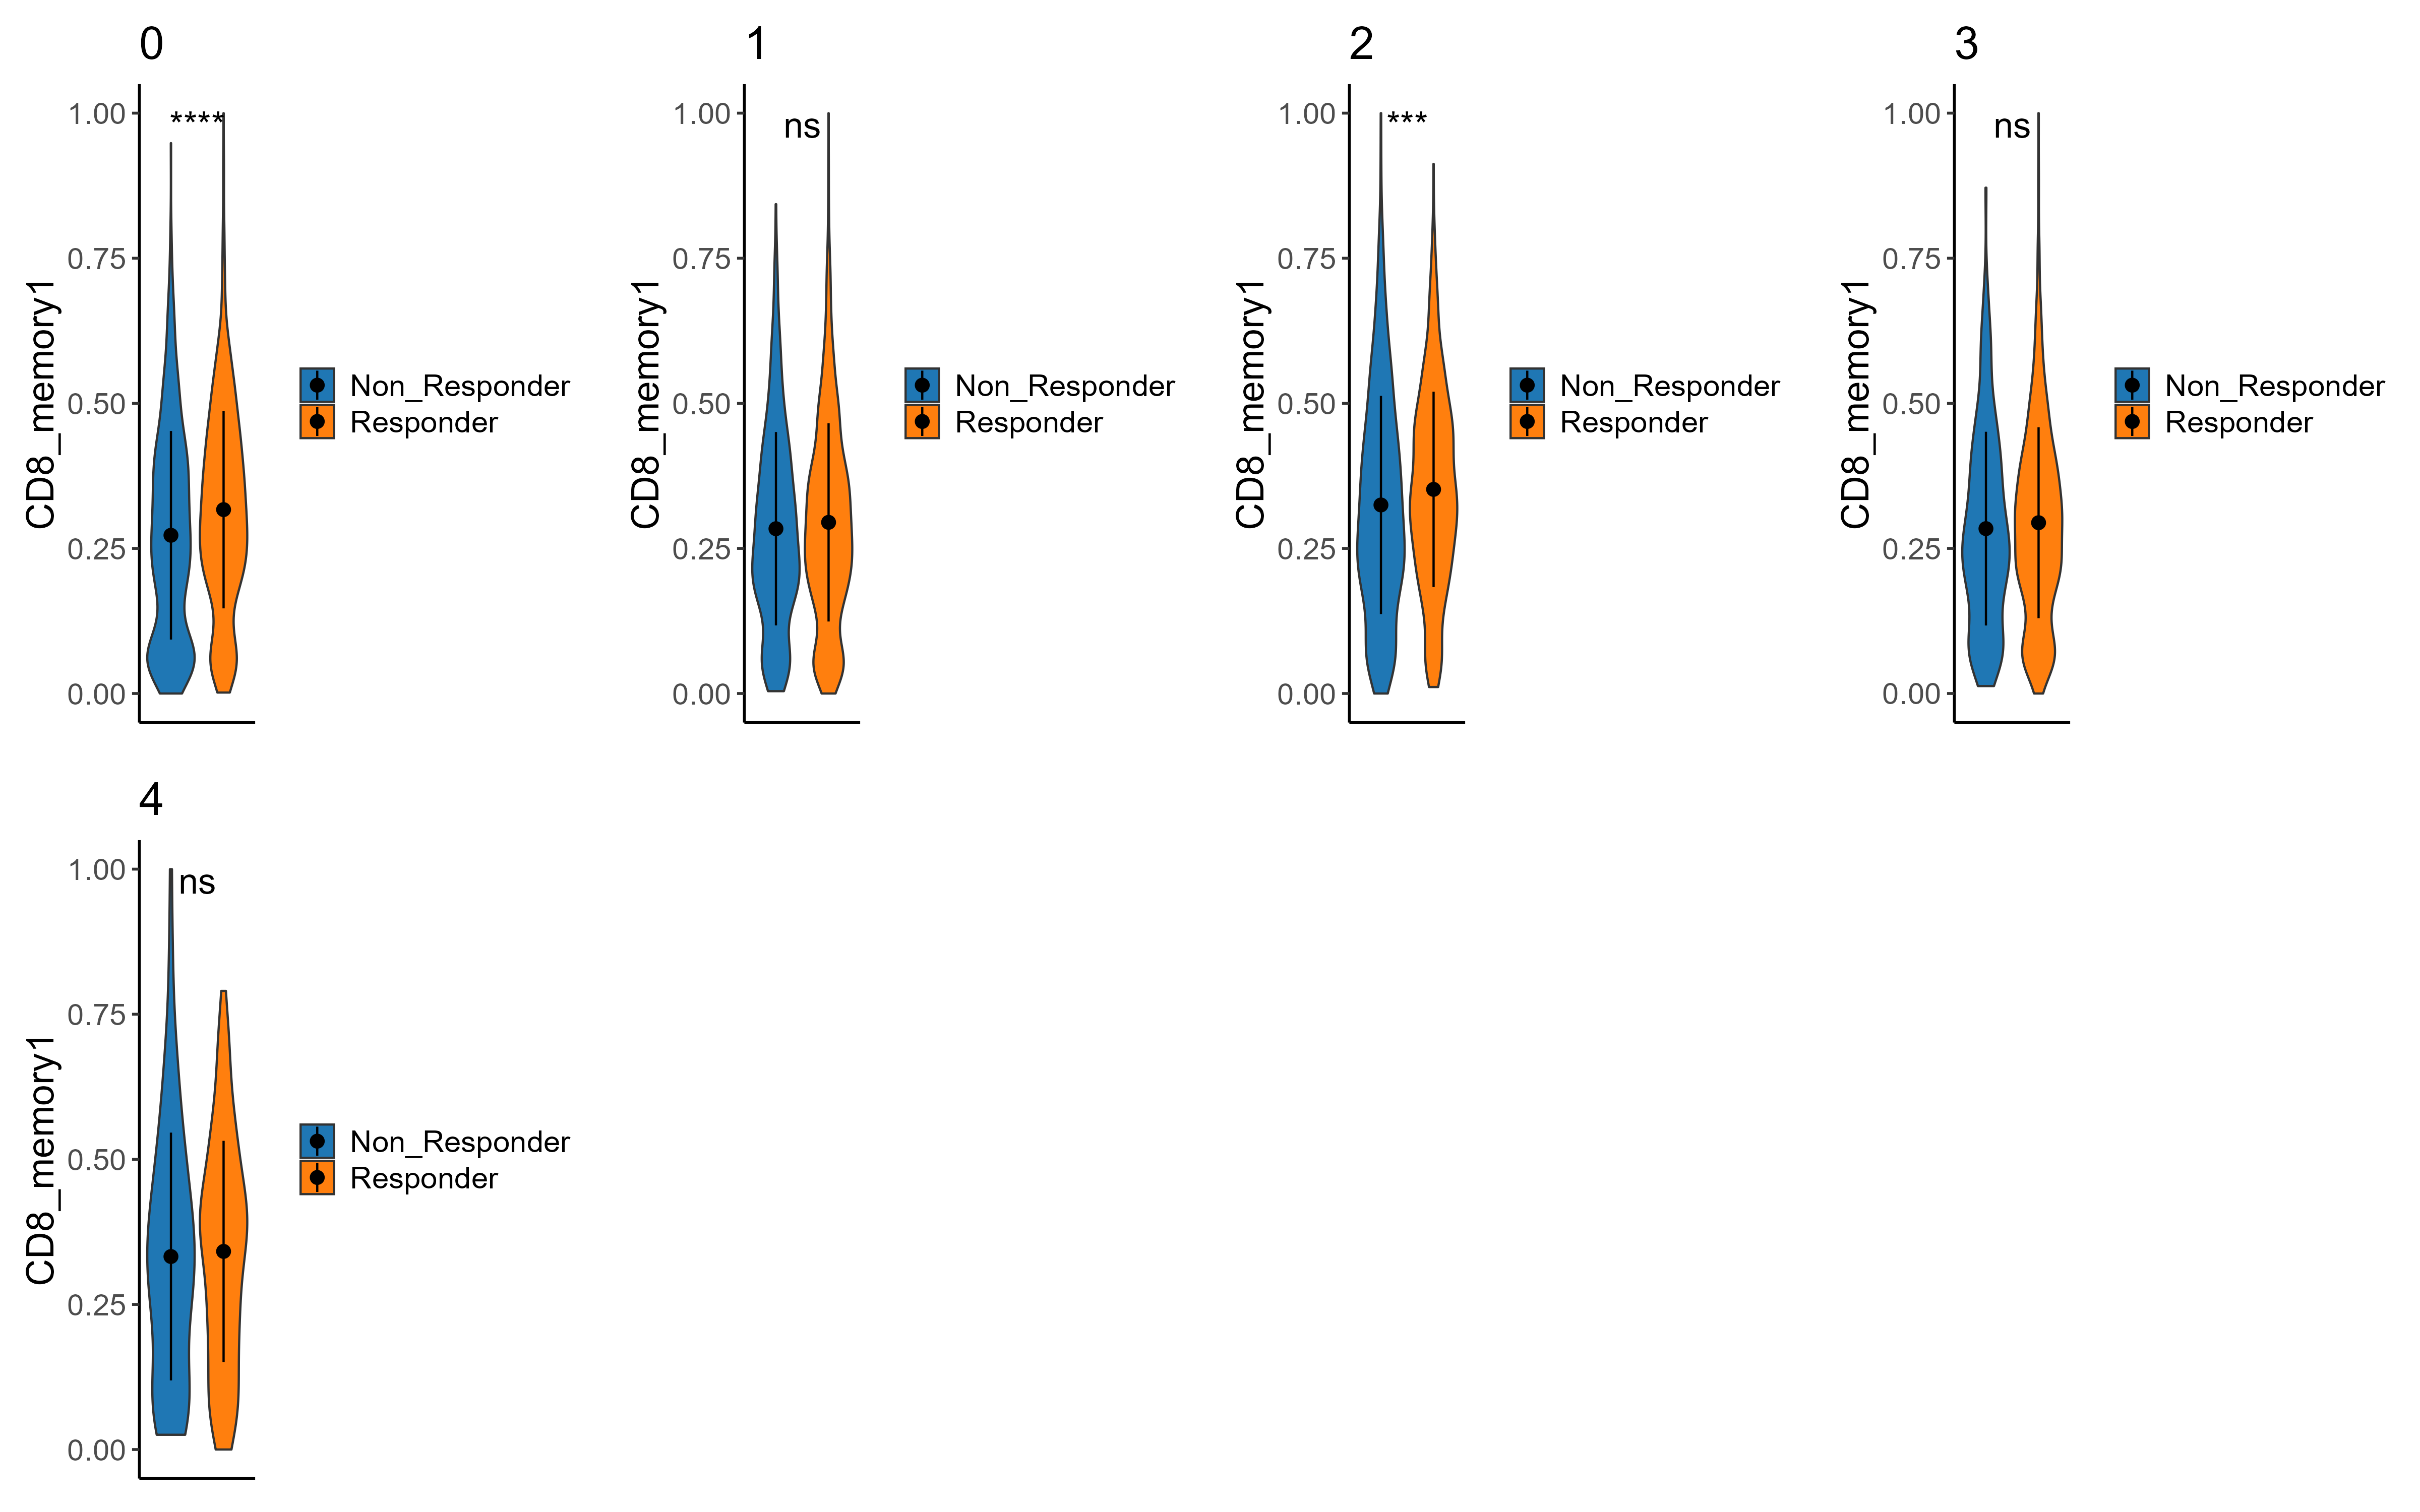 0
1.00
0.75
0.50
0.25
0.00
CD8_memory1
****
Non_Responder
Responder
1
1.00
0.75
0.50
0.25
0.00
CD8_memory1
ns
Non_Responder
Responder
2
1.00
0.75
0.50
0.25
0.00
CD8_memory1
***
Non_Responder
Responder
3
1.00
0.75
0.50
0.25
0.00
CD8_memory1
ns
Non_Responder
Responder
4
1.00
0.75
0.50
0.25
0.00
CD8_memory1
ns
Non_Responder
Responder